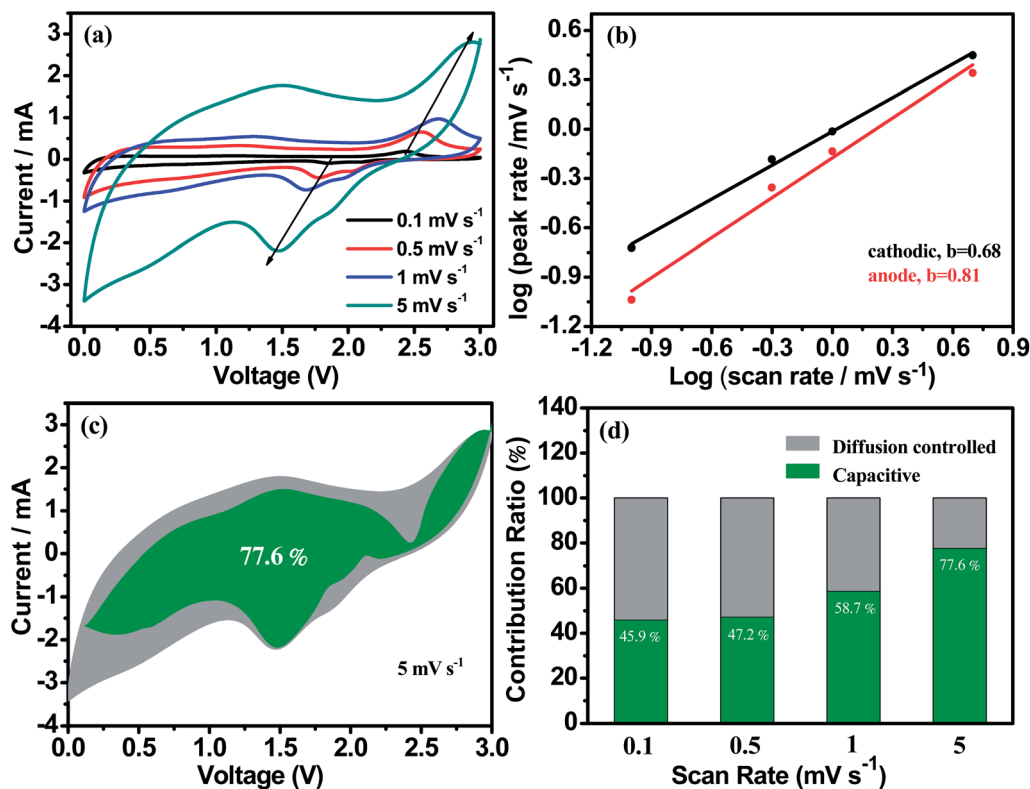 (a)
Current / mA
3
2
1
0
-1
-2
-3
-4
0.1 mV s⁻¹
0.5 mV s⁻¹
1 mV s⁻¹
5 mV s⁻¹
0.0 0.5 1.0 1.5 2.0 2.5 3.0
Voltage (V)
(b)
log (peak rate /mV s⁻¹)
0.6
0.3
0.0
-0.3
-0.6
-0.9
-1.2
cathodic, b=0.68
anode, b=0.81
-1.2 -0.9 -0.6 -0.3 0.0 0.3 0.6 0.9
Log (scan rate / mV s⁻¹)
(c)
Current / mA
3
2
1
0
-1
-2
-3
-4
77.6 %
5 mV s⁻¹
0.0 0.5 1.0 1.5 2.0 2.5 3.0
Voltage (V)
(d)
Contribution Ratio (%)
140
120
100
80
60
40
20
0
Diffusion controlled
Capacitive
45.9 %
47.2 %
58.7 %
77.6 %
0.1 0.5 1 5
Scan Rate (mV s⁻¹)